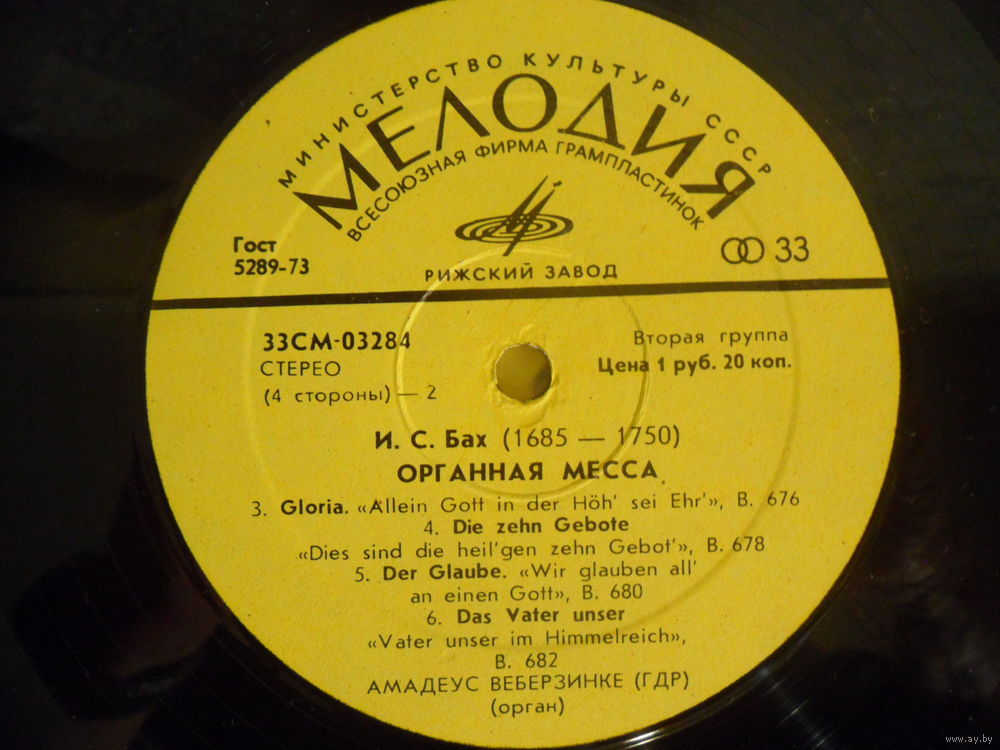 МИНИСТЕРСТВО КУЛЬТУРЫ СССР
МЕЛОДИЯ
ВСЕСОЮЗНАЯ ФИРМА ГРАМПЛАСТИНОК
Гост
5289-73
33
РИЖСКИЙ ЗАВОД
33СМ-03284
СТЕРЕО
(4 стороны) — 2
Вторая группа
Цена 1 руб. 20 коп.
И. С. Бах (1685 — 1750)
ОРГАННАЯ МЕССА
3. Gloria. «Allein Gott in der Höh' sei Ehr'», B. 676
4. Die zehn Gebote
«Dies sind die heil'gen zehn Gebot'», B. 678
5. Der Glaube. «Wir glauben all'
an einen Gott», B. 680
6. Das Vater unser
«Vater unser im Himmelreich»,
B. 682
АМАДЕУС ВЕБЕРЗИНКЕ (ГДР)
(орган)
www.ay.by